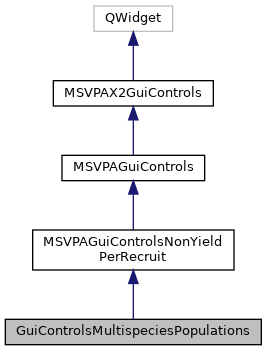 QWidget
MSVPAX2GuiControls
MSVPAGuiControls
MSVPAGuiControlsNonYield
PerRecruit
GuiControlsMultispeciesPopulations